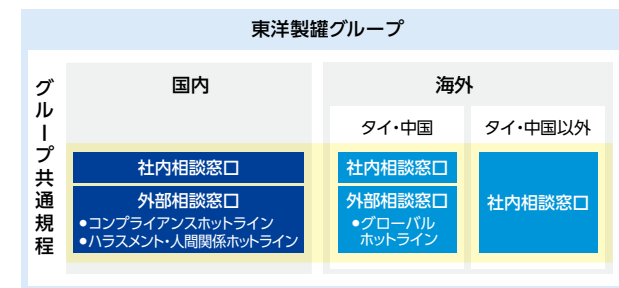 東洋製罐グループ
グループ共通規程
国内
海外
タイ・中国
タイ・中国以外
社内相談窓口
外部相談窓口
●コンプライアンスホットライン
●ハラスメント・人間関係ホットライン
社内相談窓口
外部相談窓口
●グローバル
ホットライン
社内相談窓口